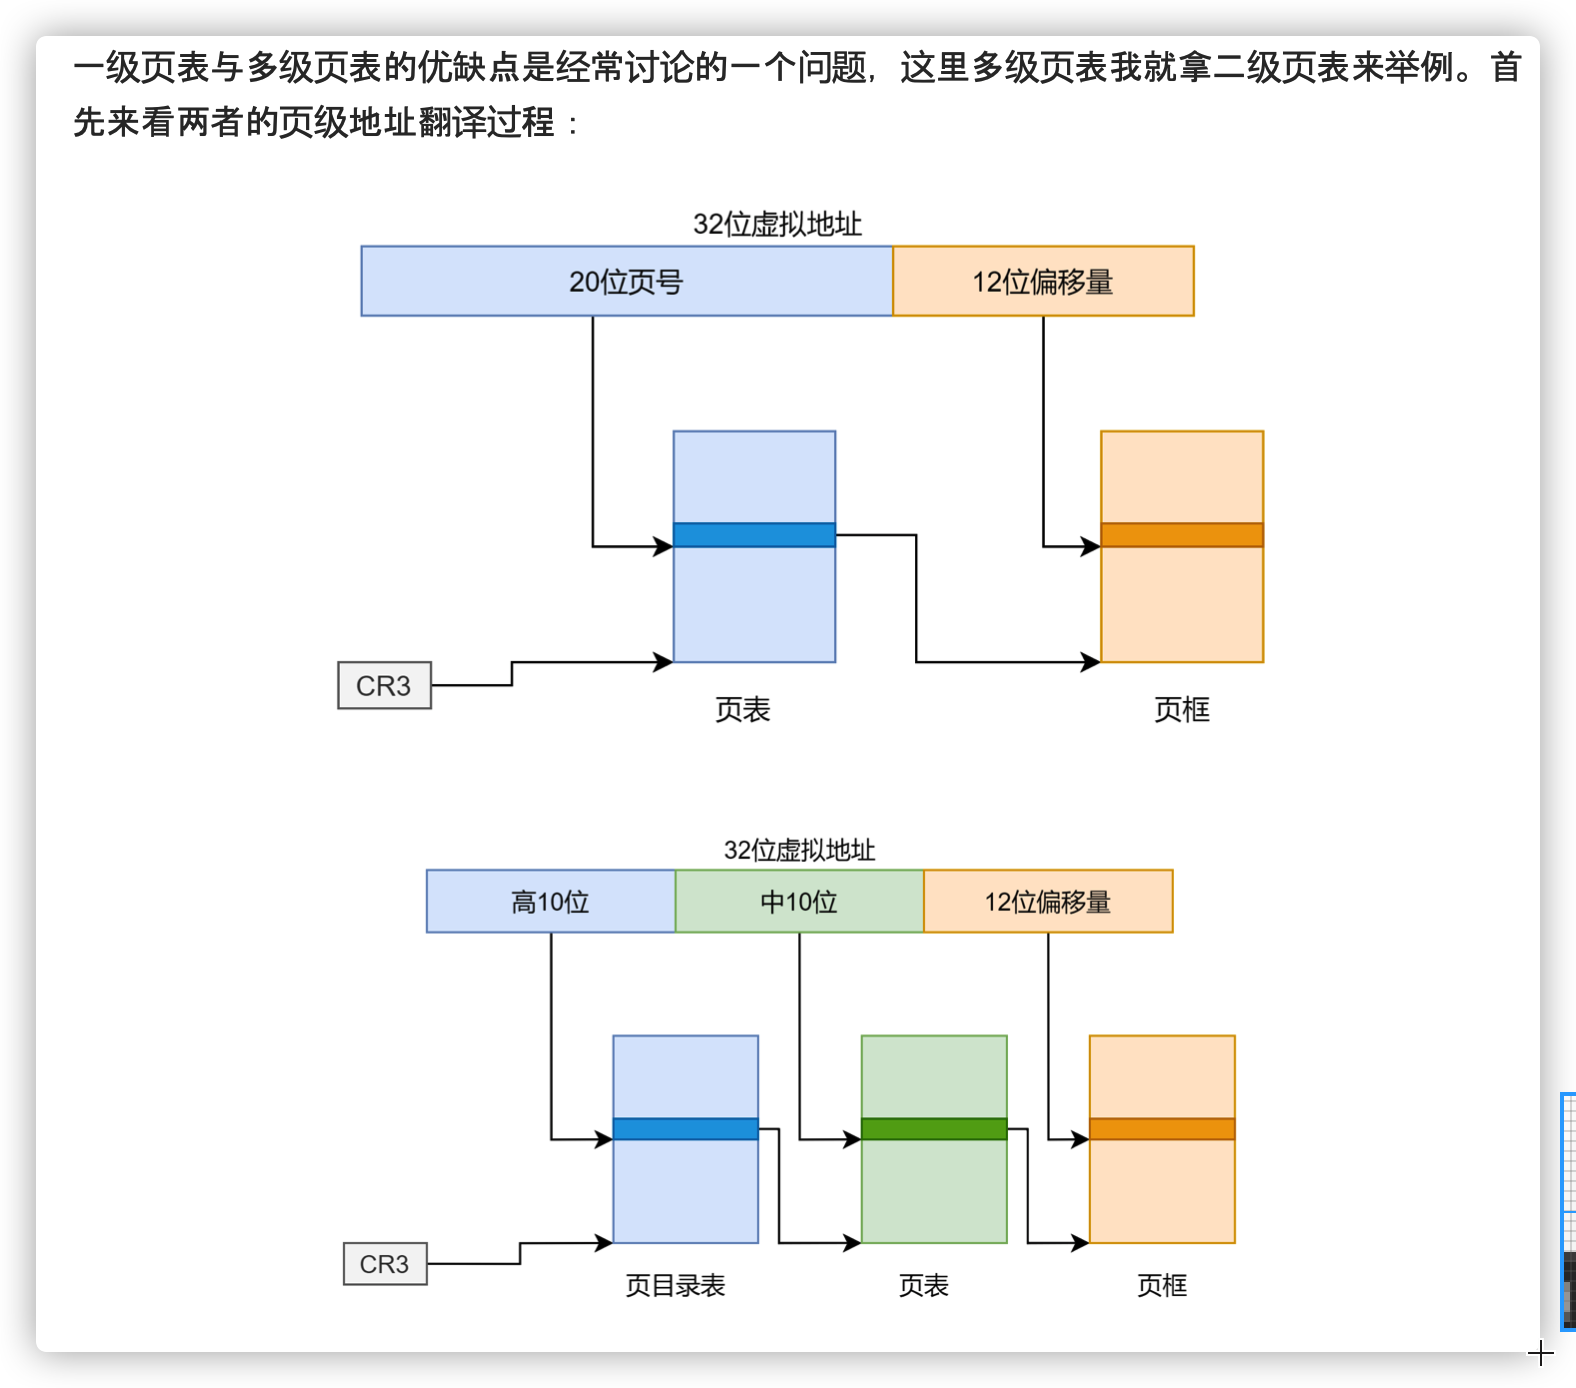 一级页表与多级页表的优缺点是经常讨论的一个问题，这里多级页表我就拿二级页表来举例。首
先来看两者的页级地址翻译过程：
32位虚拟地址
20位页号 12位偏移量
CR3
页表 页框
32位虚拟地址
高10位 中10位 12位偏移量
CR3
页目录表 页表 页框